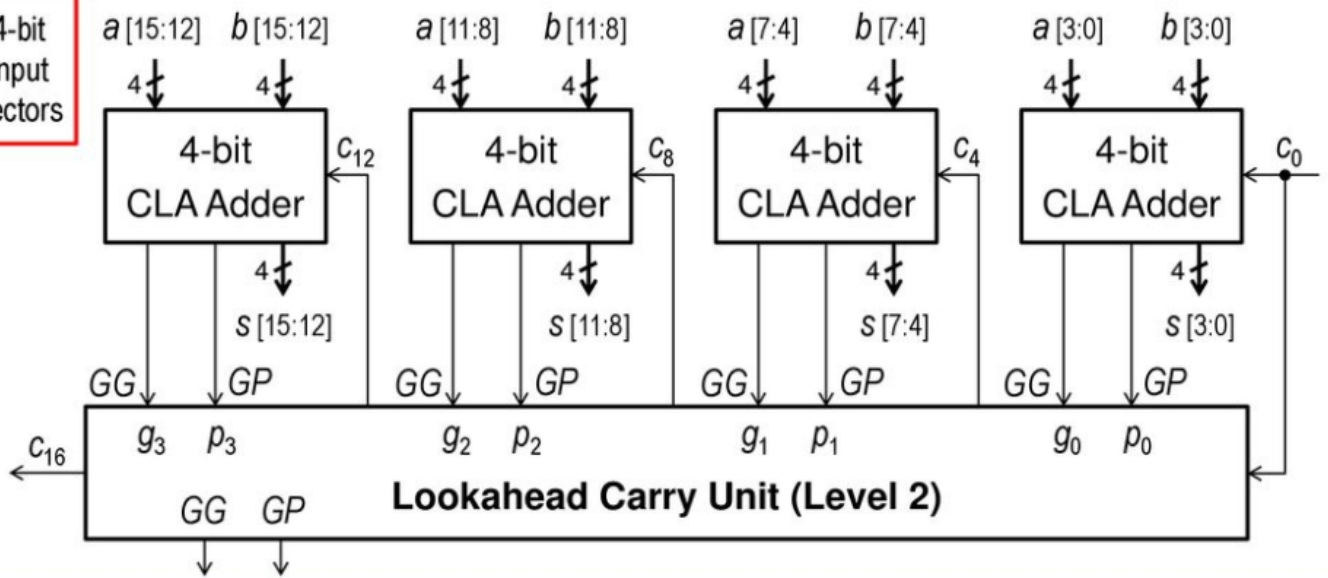 4-bit
input
ectors
a [15:12] b [15:12] a [11:8] b [11:8] a [7:4] b [7:4] a [3:0] b [3:0]
4 4 4 4 4 4 4 4
4-bit c12 4-bit c8 4-bit c4 4-bit c0
CLA Adder CLA Adder CLA Adder CLA Adder
4 4 4 4
s [15:12] s [11:8] s [7:4] s [3:0]
GG GP GG GP GG GP GG GP
c16 g3 p3 g2 p2 g1 p1 g0 p0
Lookahead Carry Unit (Level 2)
GG GP